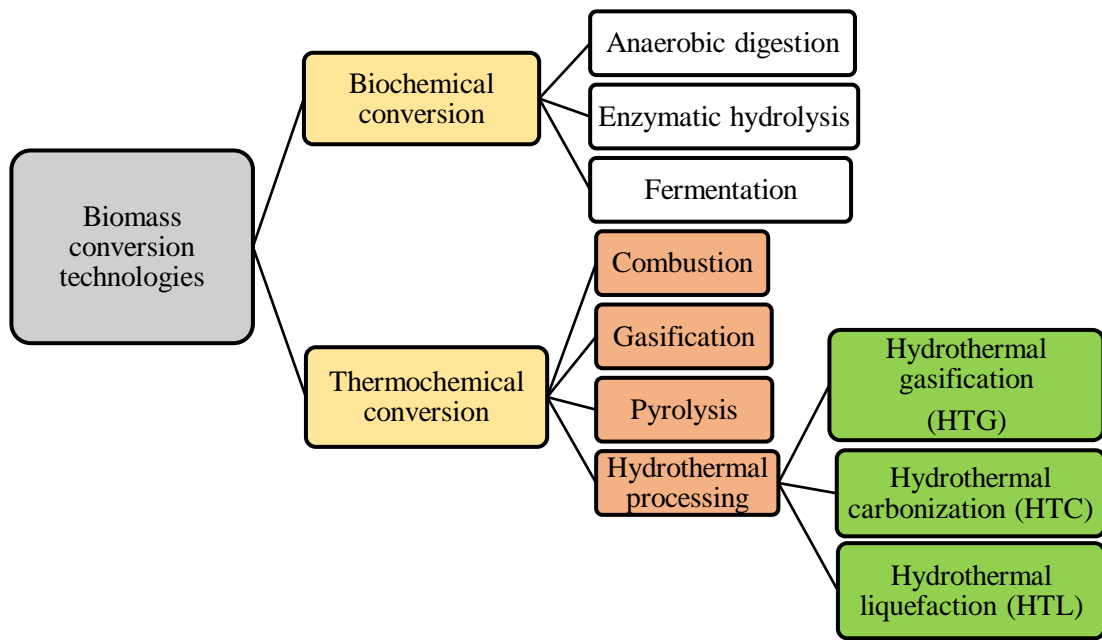 Biomass
conversion
technologies
Biochemical
conversion
Anaerobic digestion
Enzymatic hydrolysis
Fermentation
Thermochemical
conversion
Combustion
Gasification
Pyrolysis
Hydrothermal
processing
Hydrothermal
gasification
(HTG)
Hydrothermal
carbonization (HTC)
Hydrothermal
liquefaction (HTL)